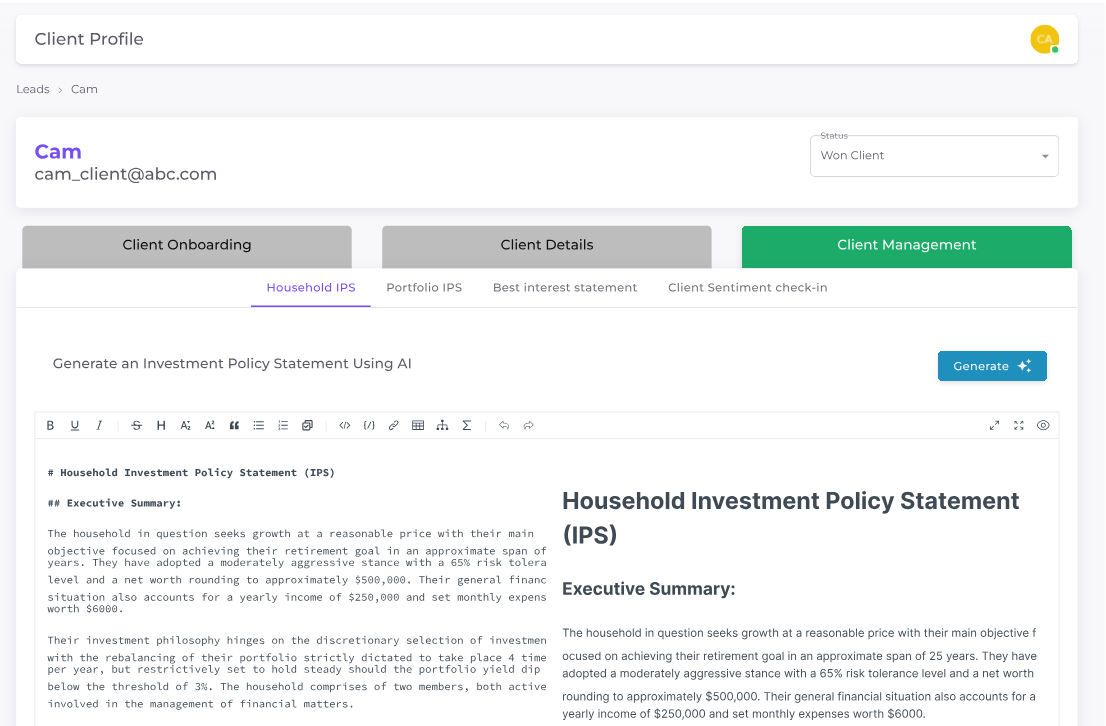 Client Profile
CA
Leads › Cam
Cam
cam_client@abc.com
Status
Won Client
Client Onboarding
Client Details
Client Management
Household IPS
Portfolio IPS
Best interest statement
Client Sentiment check-in
Generate an Investment Policy Statement Using AI
Generate
# Household Investment Policy Statement (IPS)
## Executive Summary:
The household in question seeks growth at a reasonable price with their main
objective focused on achieving their retirement goal in an approximate span of
years. They have adopted a moderately aggressive stance with a 65% risk tolera
level and a net worth rounding to approximately $500,000. Their general financ
situation also accounts for a yearly income of $250,000 and set monthly expens
worth $6000.
Their investment philosophy hinges on the discretionary selection of investmen
with the rebalancing of their portfolio strictly dictated to take place 4 time
per year, but restrictively set to hold steady should the portfolio yield dip
below the threshold of 3%. The household comprises of two members, both active
involved in the management of financial matters.
Household Investment Policy Statement
(IPS)
Executive Summary:
The household in question seeks growth at a reasonable price with their main objective f
ocused on achieving their retirement goal in an approximate span of 25 years. They have
adopted a moderately aggressive stance with a 65% risk tolerance level and a net worth
rounding to approximately $500,000. Their general financial situation also accounts for a
yearly income of $250,000 and set monthly expenses worth $6000.